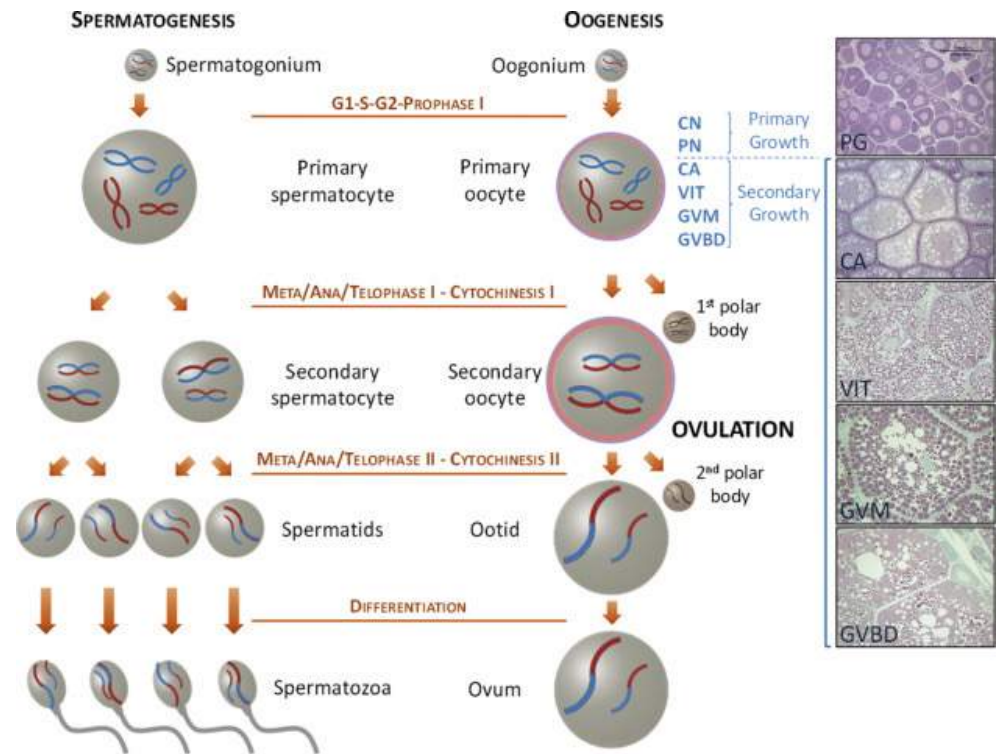 SPERMATOGENESIS
OOGENESIS
Spermatogonium
Oogonium
G1-S-G2-PROPHASE I
CN
PN
Primary
Growth
CA
VIT
GVM
GVBD
Secondary
Growth
Primary
spermatocyte
Primary
oocyte
META/ANA/TELOPHASE I - CYTOCHINESIS I
1st polar
body
Secondary
spermatocyte
Secondary
oocyte
OVULATION
META/ANA/TELOPHASE II - CYTOCHINESIS II
2nd polar
body
Spermatids
Ootid
DIFFERENTIATION
Spermatozoa
Ovum
PG
CA
VIT
GVM
GVBD